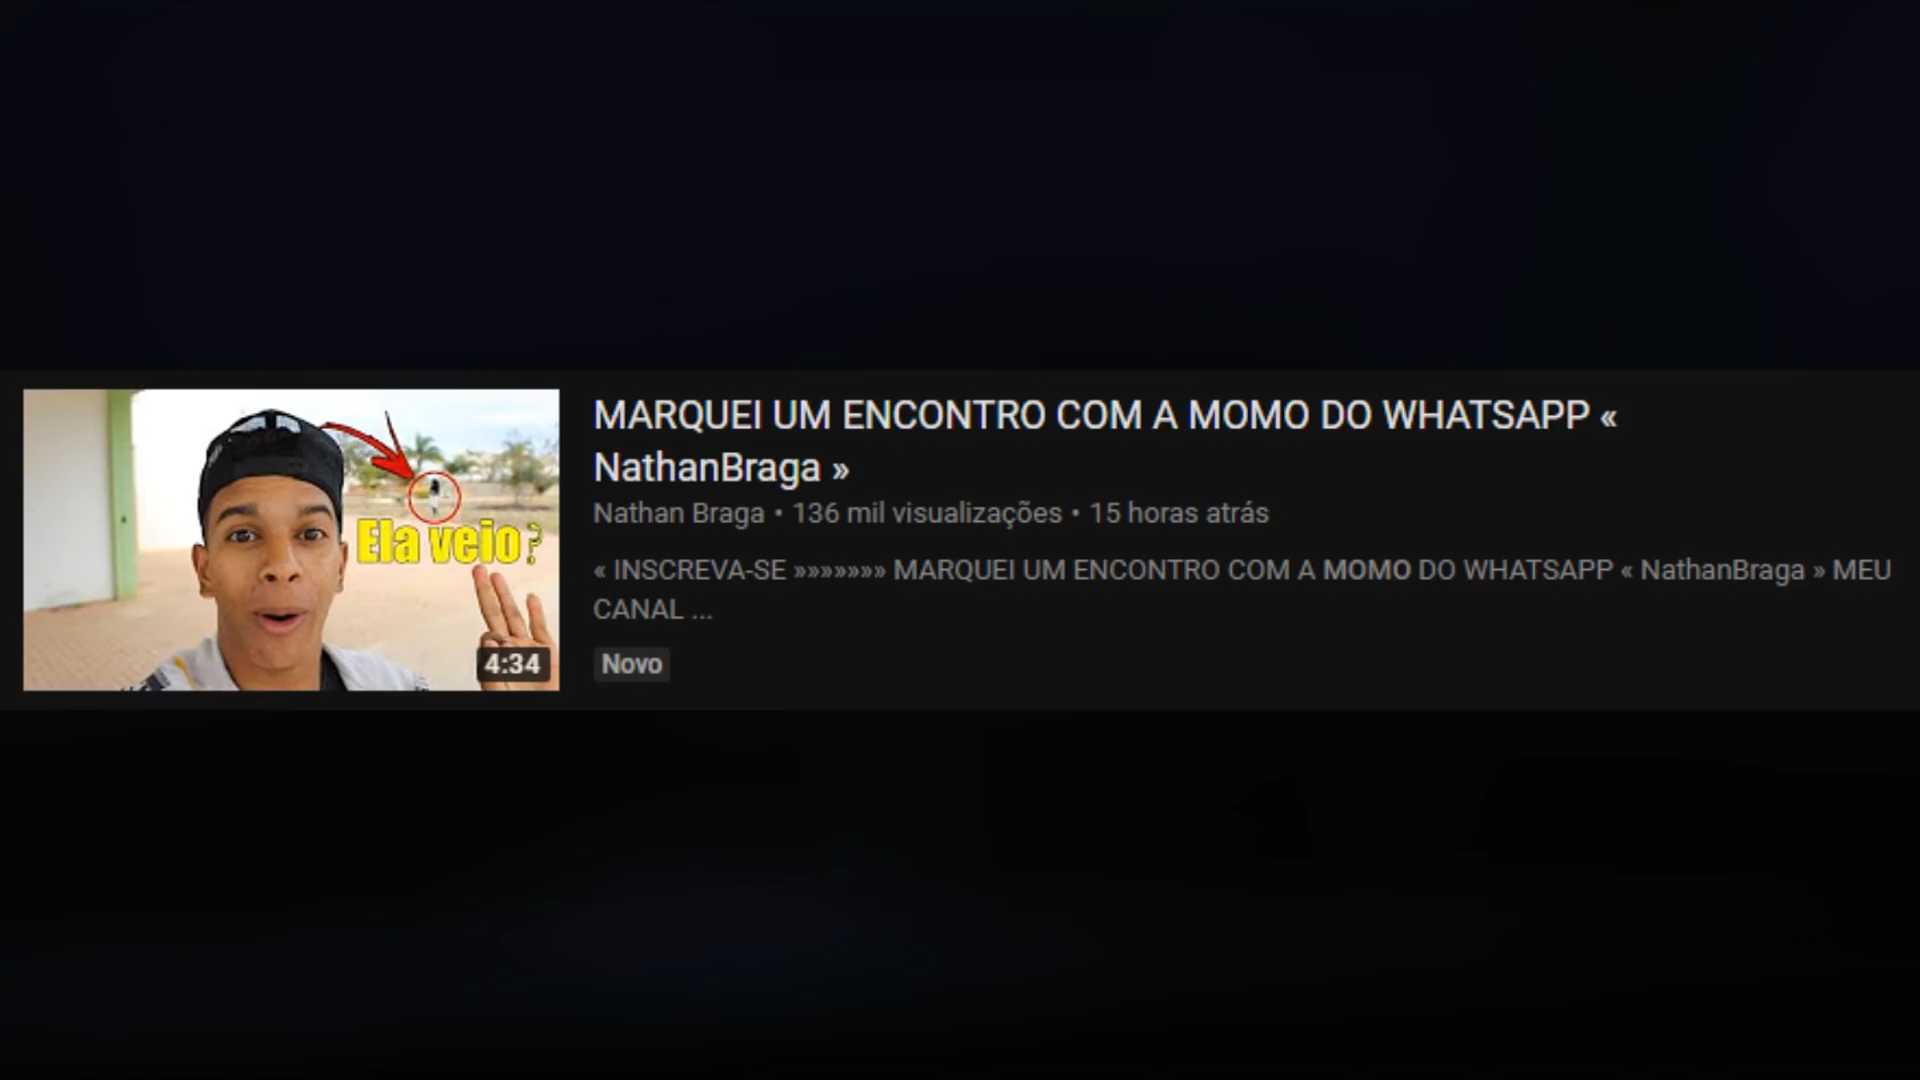 Ela veio?
4:34
MARQUEI UM ENCONTRO COM A MOMO DO WHATSAPP «
NathanBraga »
Nathan Braga • 136 mil visualizações • 15 horas atrás
« INSCREVA-SE »»»»»»» MARQUEI UM ENCONTRO COM A MOMO DO WHATSAPP « NathanBraga » MEU
CANAL ...
Novo